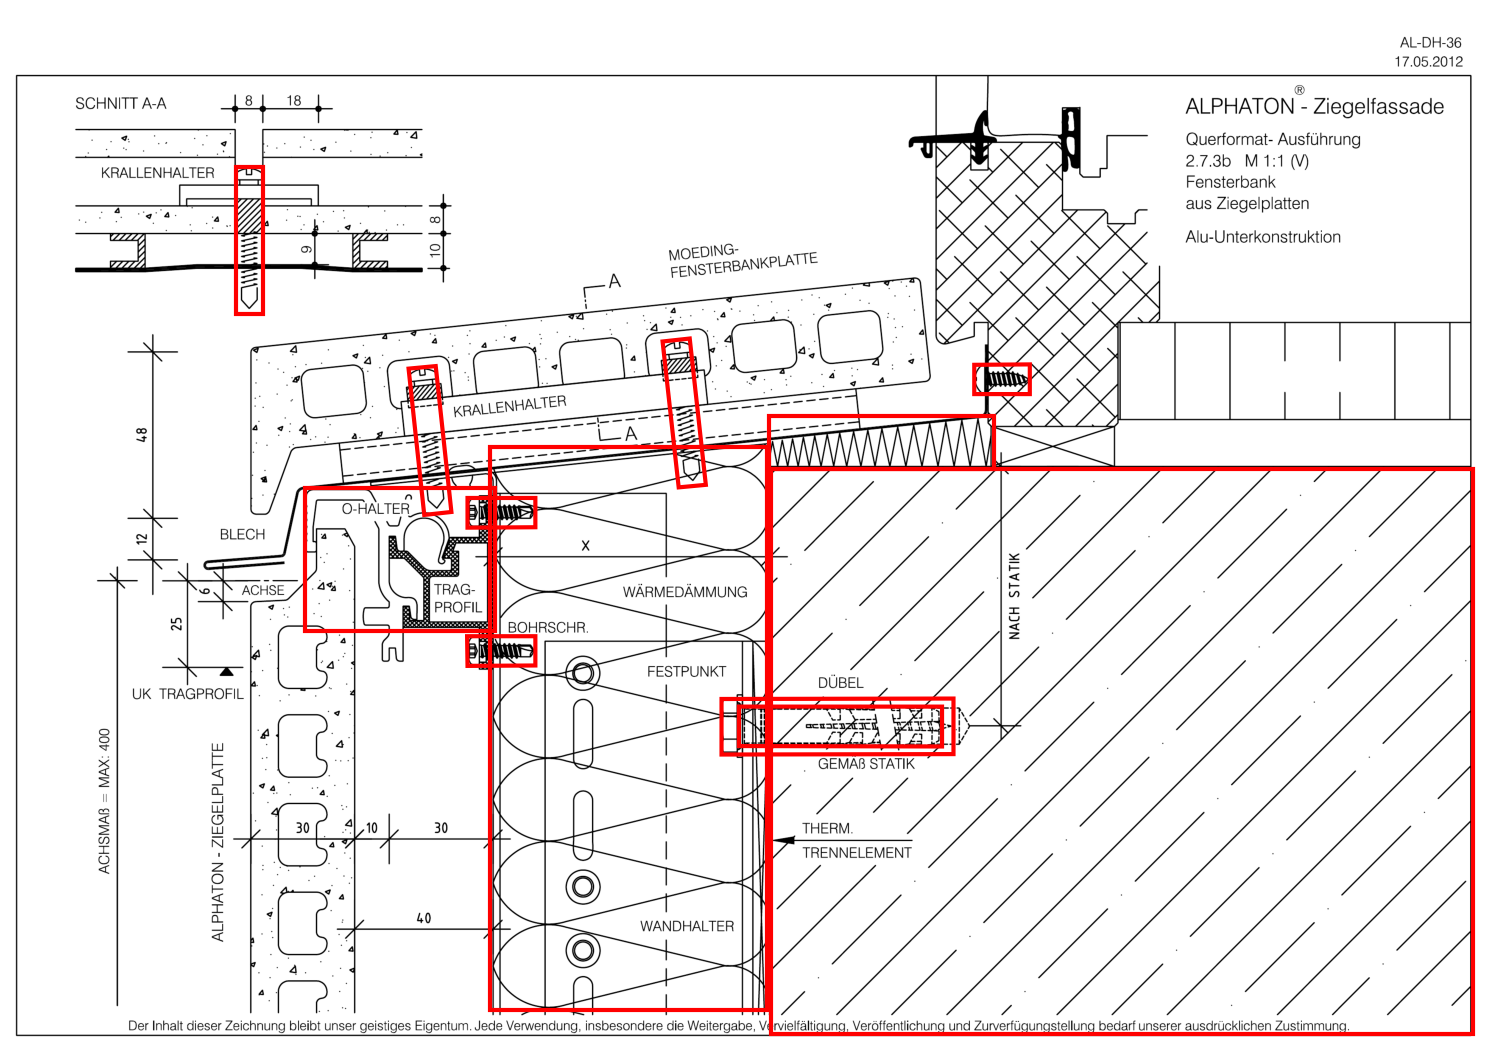 AL-DH-36
17.05.2012
SCHNITT A-A
8
18
ALPHATON® - Ziegelfassade
Querformat- Ausführung
2.7.3b M 1:1 (V)
Fensterbank
aus Ziegelplatten
Alu-Unterkonstruktion
KRALLENHALTER
8
9
10
MOEDING-
FENSTERBANKPLATTE
A
KRALLENHALTER
A
48
O-HALTER
BLECH
12
X
ACHSE
6
TRAG-
PROFIL
WÄRMEDÄMMUNG
NACH STATIK
25
BOHRSCHR.
UK TRAGPROFIL
FESTPUNKT
DÜBEL
GEMÄß STATIK
ACHSMAß = MAX: 400
ALPHATON - ZIEGELPLATTE
30
10
30
THERM.
TRENNELEMENT
40
WANDHALTER
Der Inhalt dieser Zeichnung bleibt unser geistiges Eigentum. Jede Verwendung, insbesondere die Weitergabe, Vervielfältigung, Veröffentlichung und Zurverfügungstellung bedarf unserer ausdrücklichen Zustimmung.